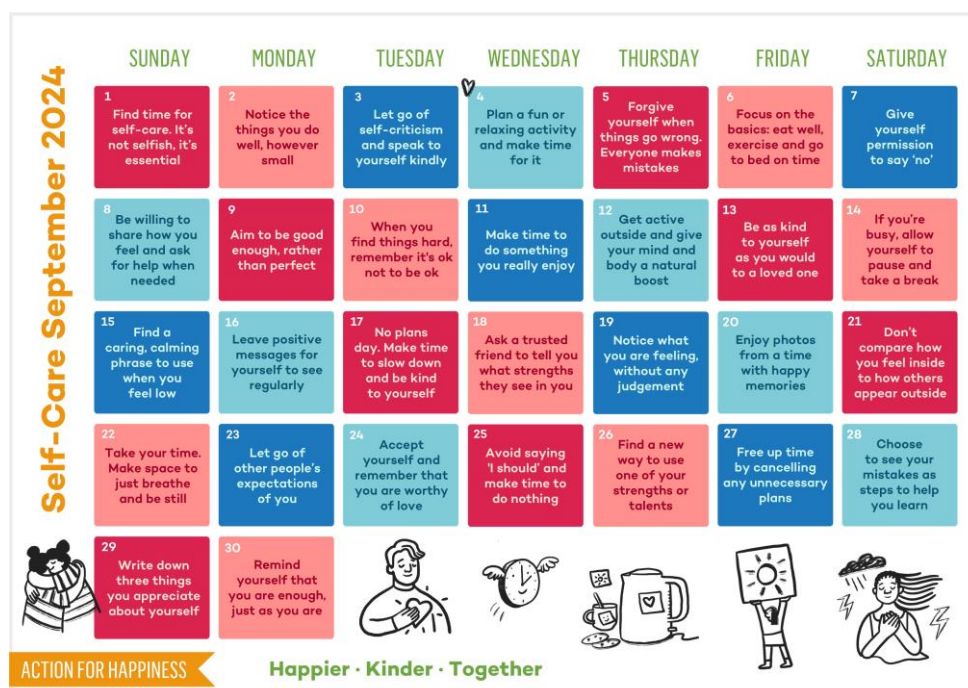 Self-Care September 2024
SUNDAY
MONDAY
TUESDAY
WEDNESDAY
THURSDAY
FRIDAY
SATURDAY
1
Find time for
self-care. It's
not selfish, it's
essential
2
Notice the
things you do
well, however
small
3
Let go of
self-criticism
and speak to
yourself kindly
4
Plan a fun or
relaxing activity
and make time
for it
5
Forgive
yourself when
things go wrong.
Everyone makes
mistakes
6
Focus on the
basics: eat well,
exercise and go
to bed on time
7
Give
yourself
permission
to say 'no'
8
Be willing to
share how you
feel and ask
for help when
needed
9
Aim to be good
enough, rather
than perfect
10
When you
find things hard,
remember it's ok
not to be ok
11
Make time to
do something
you really enjoy
12
Get active
outside and give
your mind and
body a natural
boost
13
Be as kind
to yourself
as you would
to a loved one
14
If you're
busy, allow
yourself to
pause and
take a break
15
Find a
caring, calming
phrase to use
when you
feel low
16
Leave positive
messages for
yourself to see
regularly
17
No plans
day. Make time
to slow down
and be kind
to yourself
18
Ask a trusted
friend to tell you
what strengths
they see in you
19
Notice what
you are feeling,
without any
judgement
20
Enjoy photos
from a time
with happy
memories
21
Don't
compare how
you feel inside
to how others
appear outside
22
Take your time.
Make space to
just breathe
and be still
23
Let go of
other people's
expectations
of you
24
Accept
yourself and
remember that
you are worthy
of love
25
Avoid saying
'I should' and
make time to
do nothing
26
Find a new
way to use
one of your
strengths or
talents
27
Free up time
by cancelling
any unnecessary
plans
28
Choose
to see your
mistakes as
steps to help
you learn
29
Write down
three things
you appreciate
about yourself
30
Remind
yourself that
you are enough,
just as you are
ACTION FOR HAPPINESS
Happier · Kinder · Together